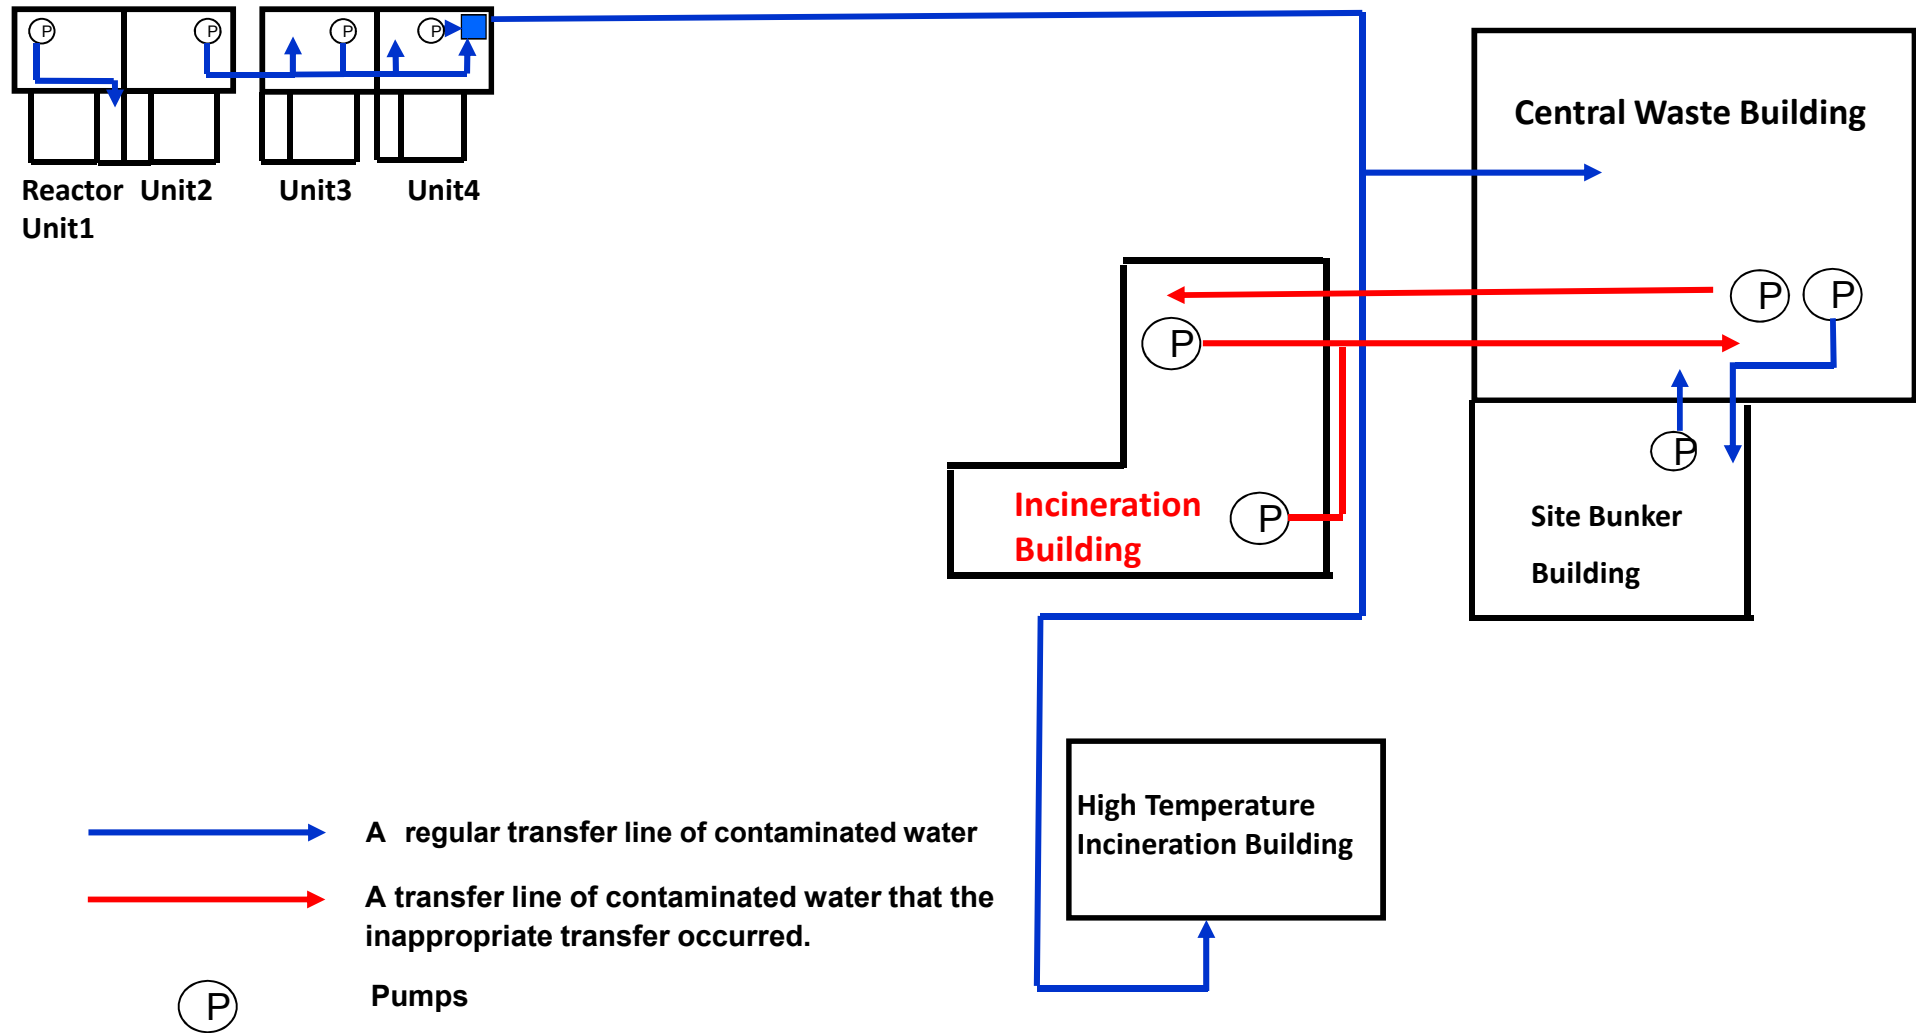 P
P
P
P
Reactor Unit2
Unit1
Unit3
Unit4
Central Waste Building
P
P
P
P
P
Incineration
Building
Site Bunker
Building
High Temperature
Incineration Building
A regular transfer line of contaminated water
A transfer line of contaminated water that the
inappropriate transfer occurred.
P
Pumps